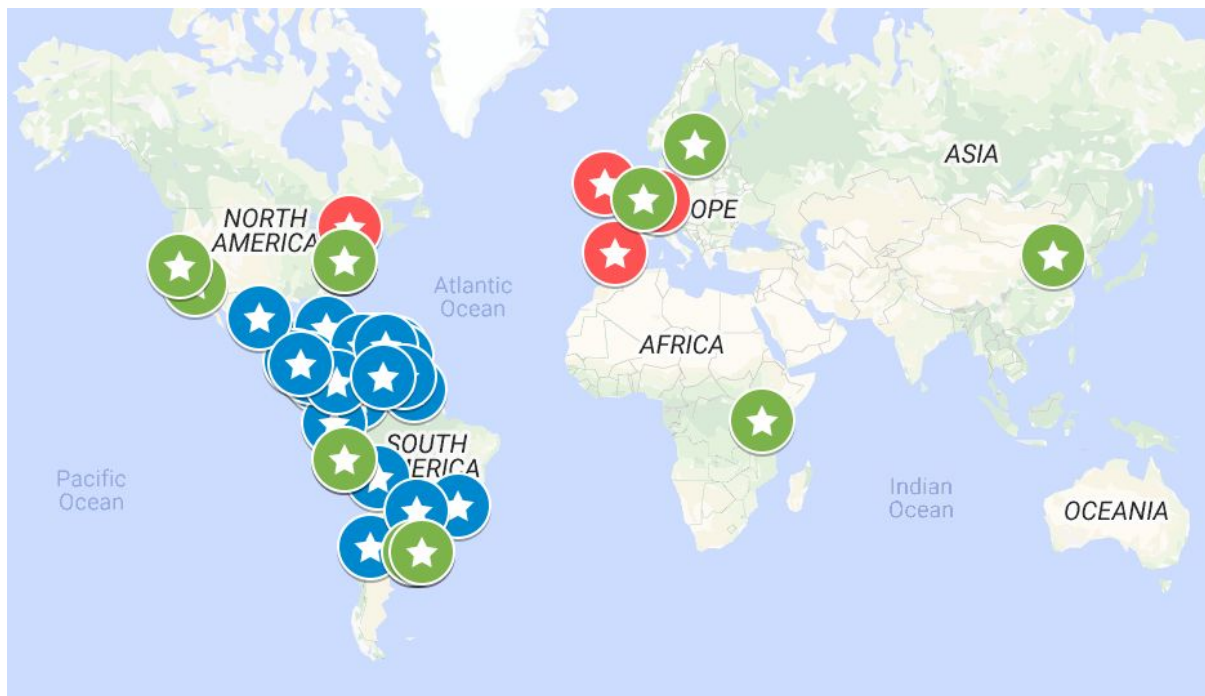 ASIA
NORTH
AMERICA
OPE
Atlantic
Ocean
AFRICA
SOUTH
ERICA
Pacific
Ocean
Indian
Ocean
OCEANIA